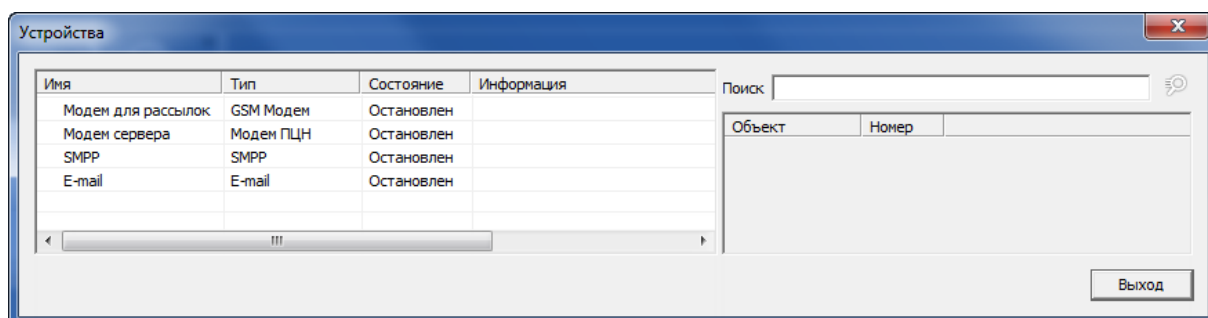 Устройства
Имя Тип Состояние Информация
Модем для рассылок GSM Модем Остановлен
Модем сервера Модем ПЦН Остановлен
SMPP SMPP Остановлен
E-mail E-mail Остановлен
Поиск
Объект Номер
Выход